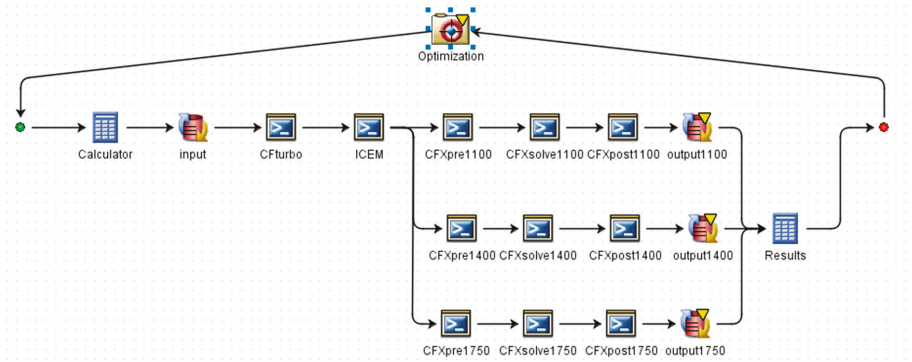 Optimization
Calculator
input
CFturbo
ICEM
CFXpre1100
CFXsolve1100
CFXpost1100
output1100
CFXpre1400
CFXsolve1400
CFXpost1400
output1400
Results
CFXpre1750
CFXsolve1750
CFXpost1750
output1750